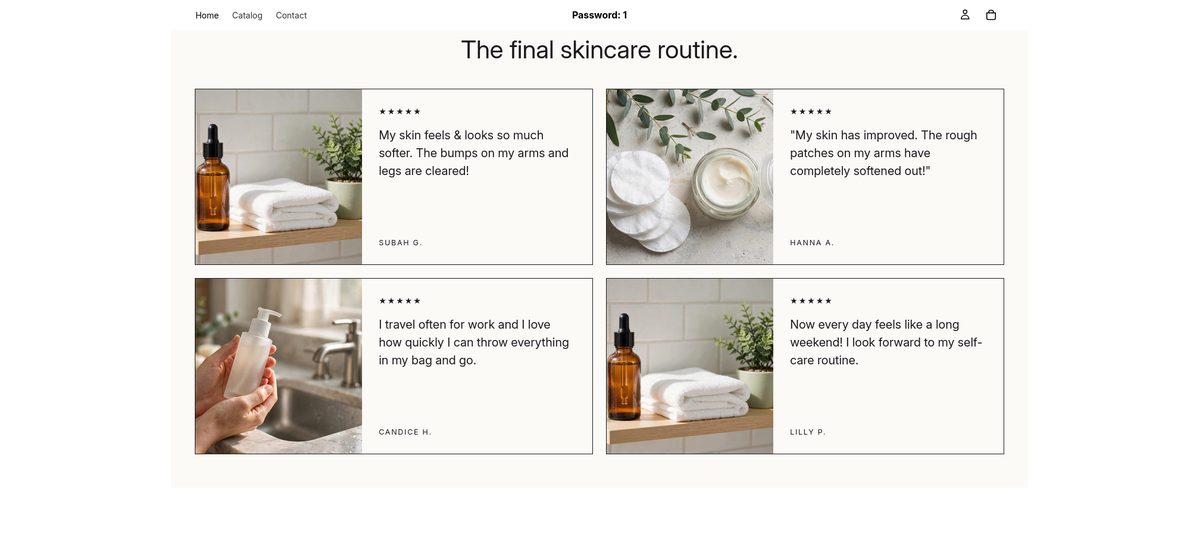 Home Catalog Contact
Password: 1
The final skincare routine.
★★★★★
My skin feels & looks so much
softer. The bumps on my arms and
legs are cleared!
SUBAH G.
★★★★★
"My skin has improved. The rough
patches on my arms have
completely softened out!"
HANNA A.
★★★★★
I travel often for work and I love
how quickly I can throw everything
in my bag and go.
CANDICE H.
★★★★★
Now every day feels like a long
weekend! I look forward to my self-
care routine.
LILLY P.